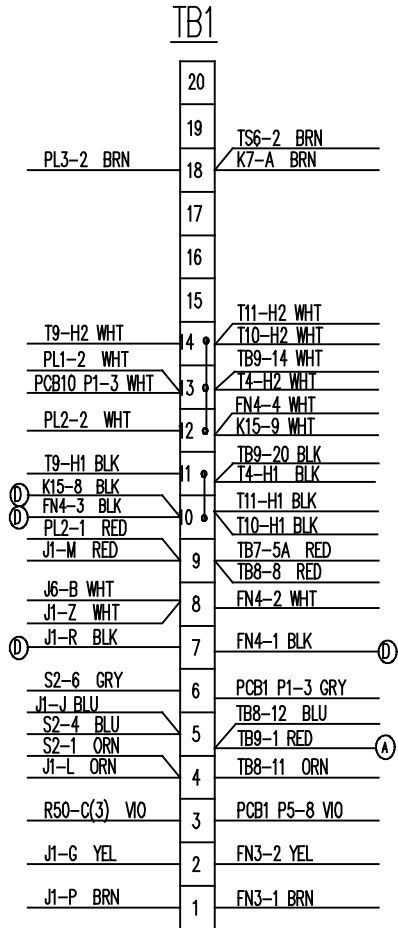 TB1
20
19
TS6-2 BRN
PL3-2 BRN 18 K7-A BRN
17
16
15
T11-H2 WHT
T9-H2 WHT 14 T10-H2 WHT
PL1-2 WHT TB9-14 WHT
PCB10 P1-3 WHT 13 T4-H2 WHT
FN4-4 WHT
PL2-2 WHT 12 K15-9 WHT
TB9-20 BLK
T9-H1 BLK 11 T4-H1 BLK
D K15-8 BLK T11-H1 BLK
D FN4-3 BLK 10
PL2-1 RED T10-H1 BLK
J1-M RED 9 TB7-5A RED
TB8-8 RED
J6-B WHT 8 FN4-2 WHT
J1-Z WHT
D J1-R BLK 7 FN4-1 BLK D
S2-6 GRY 6 PCB1 P1-3 GRY
J1-J BLU TB8-12 BLU
S2-4 BLU 5
S2-1 ORN TB9-1 RED A
J1-L ORN 4 TB8-11 ORN
R50-C(3) VIO 3 PCB1 P5-8 VIO
J1-G YEL 2 FN3-2 YEL
J1-P BRN 1 FN3-1 BRN